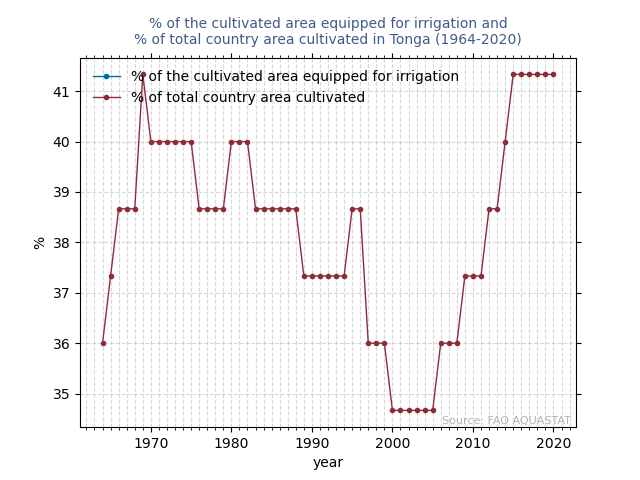 % of the cultivated area equipped for irrigation and
% of total country area cultivated in Tonga (1964-2020)
% of the cultivated area equipped for irrigation
% of total country area cultivated
41
40
39
38
37
36
35
%
1970 1980 1990 2000 2010 2020
year
Source: FAO AQUASTAT